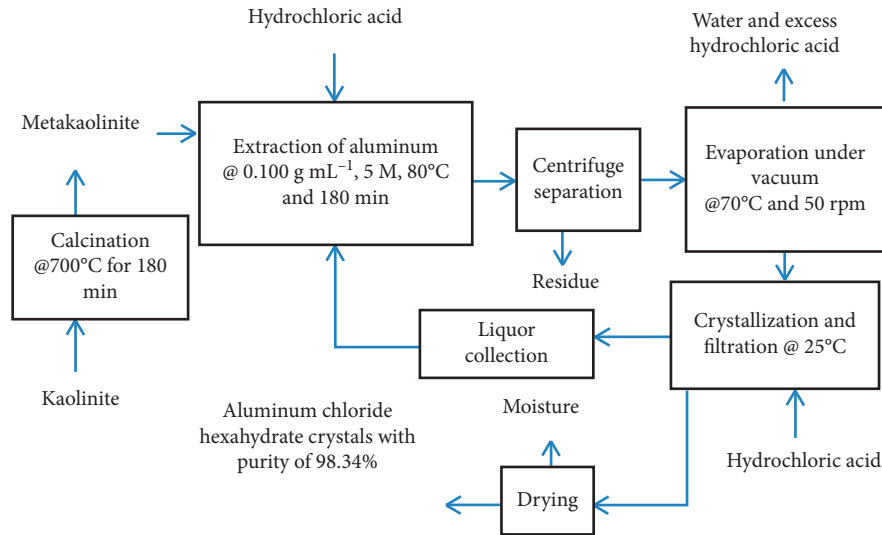 Hydrochloric acid
Water and excess
hydrochloric acid
Metakaolinite
Extraction of aluminum
@ 0.100 g mL⁻¹, 5 M, 80°C
and 180 min
Centrifuge
separation
Evaporation under
vacuum
@70°C and 50 rpm
Calcination
@700°C for 180
min
Residue
Liquor
collection
Crystallization and
filtration @ 25°C
Kaolinite
Aluminum chloride
hexahydrate crystals with
purity of 98.34%
Moisture
Hydrochloric acid
Drying